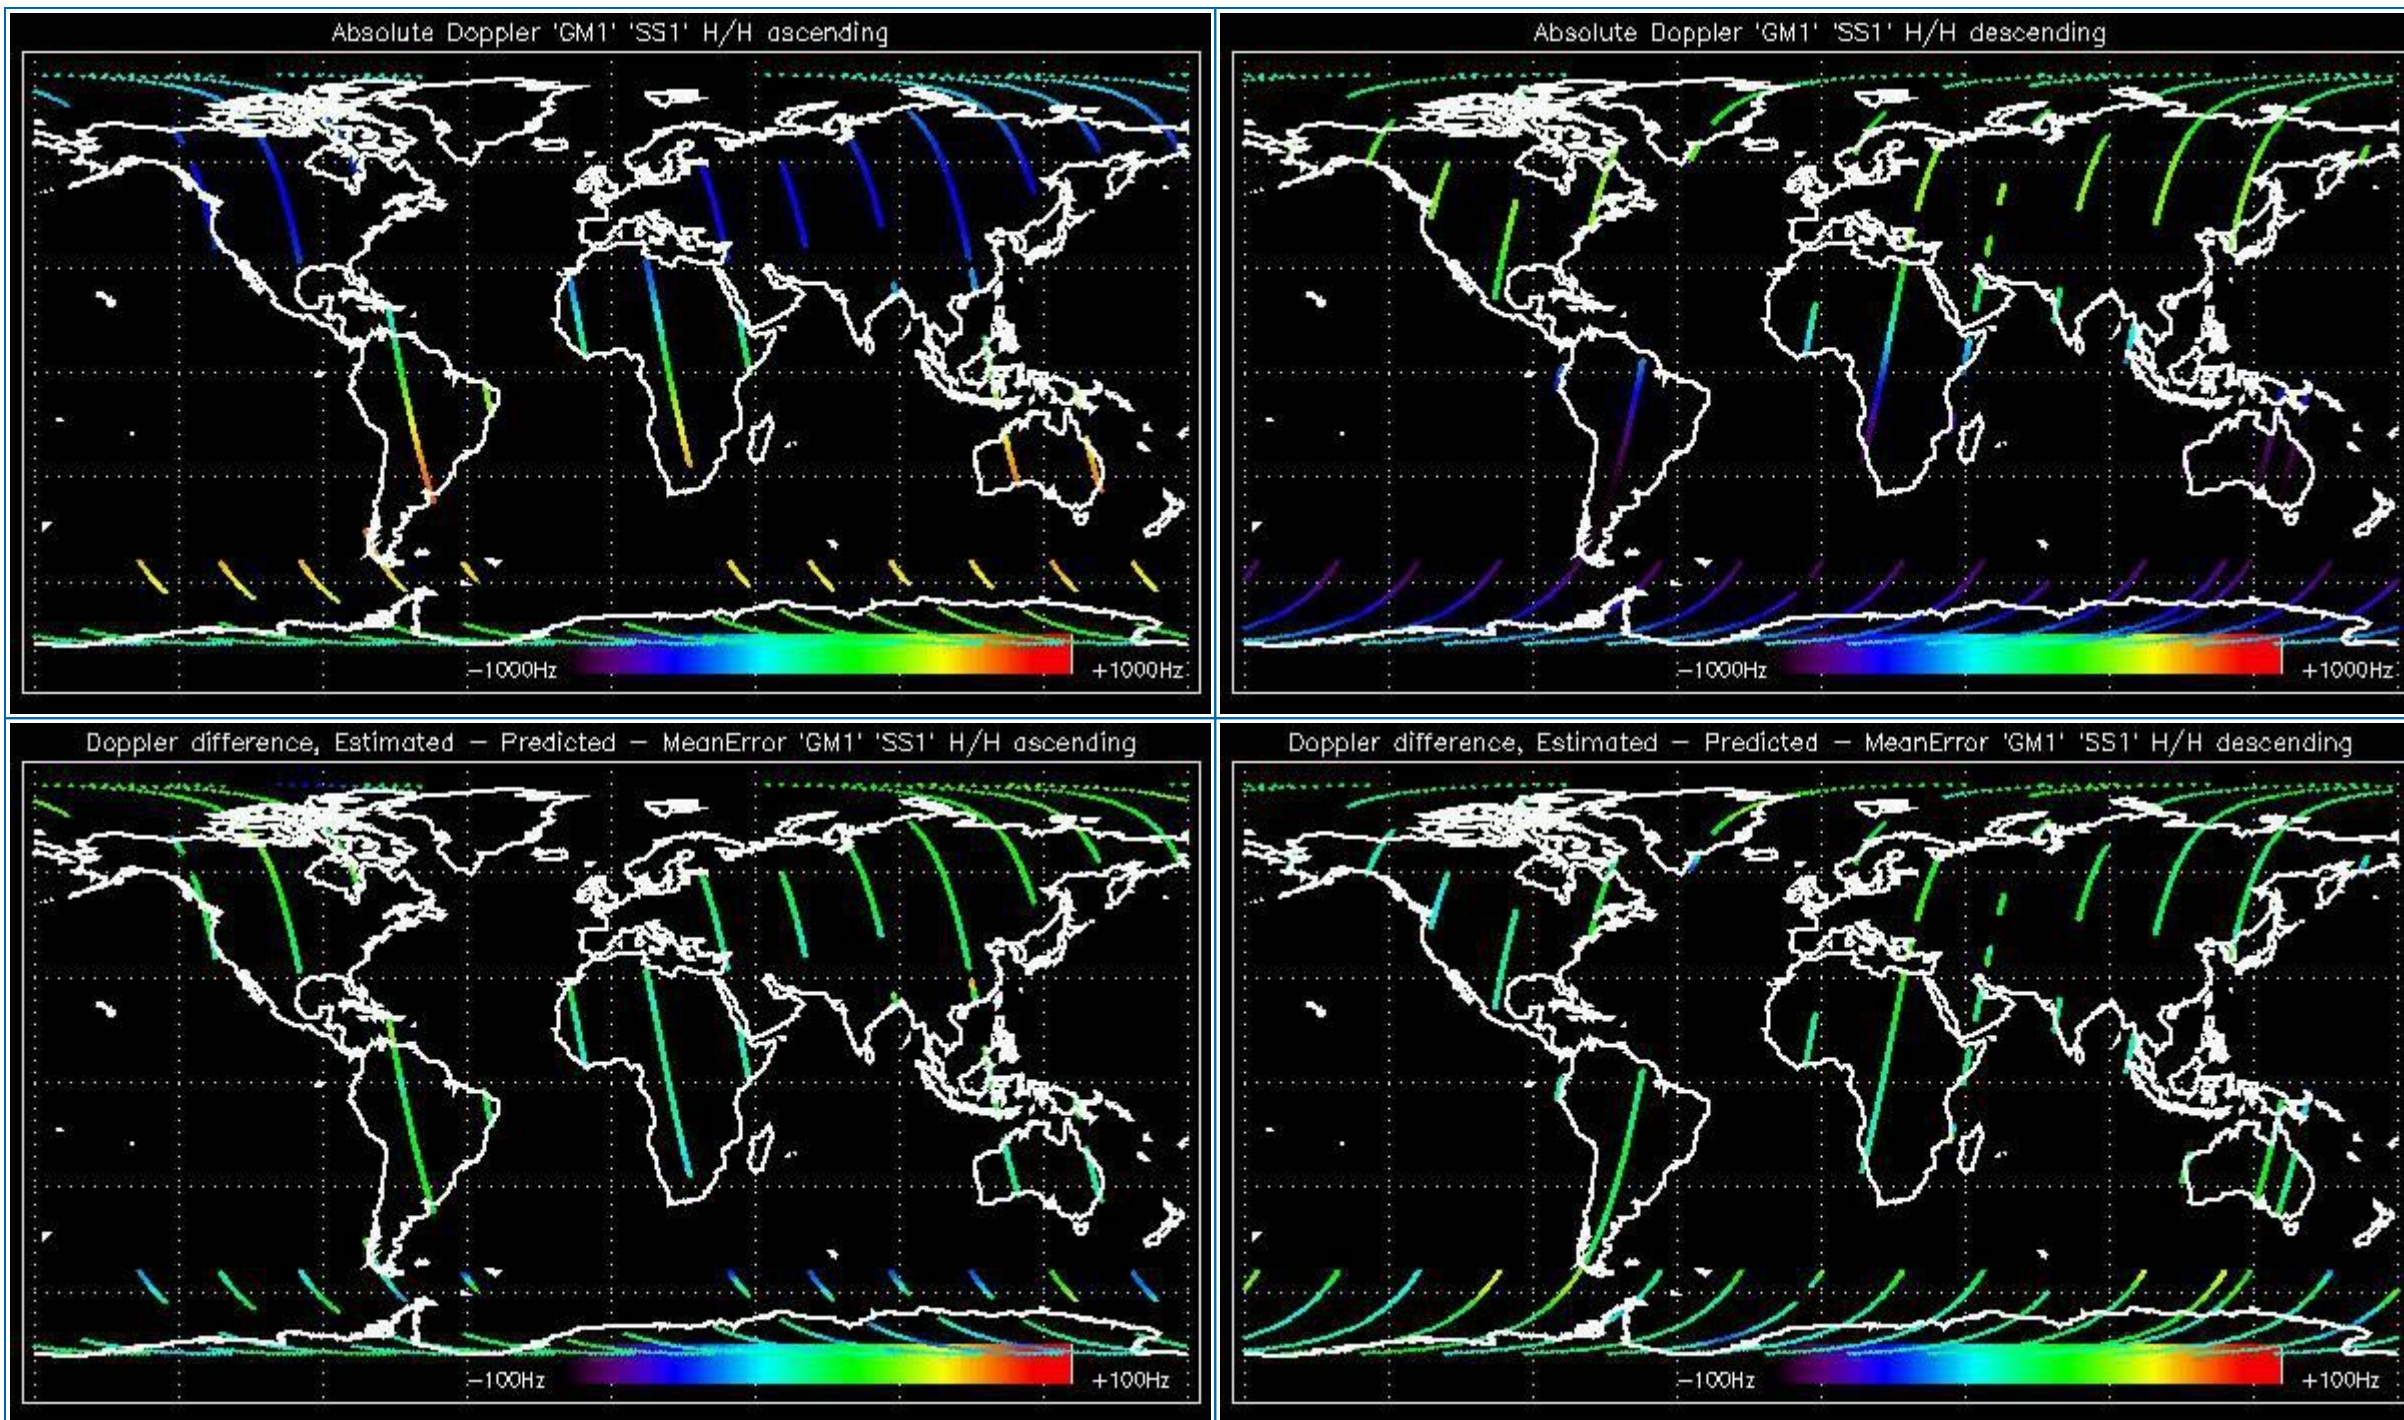 Absolute Doppler 'GM1' 'SS1' H/H ascending
−1000Hz
+1000Hz
Absolute Doppler 'GM1' 'SS1' H/H descending
−1000Hz
+1000Hz
Doppler difference, Estimated − Predicted − MeanError 'GM1' 'SS1' H/H ascending
−100Hz
+100Hz
Doppler difference, Estimated − Predicted − MeanError 'GM1' 'SS1' H/H descending
−100Hz
+100Hz